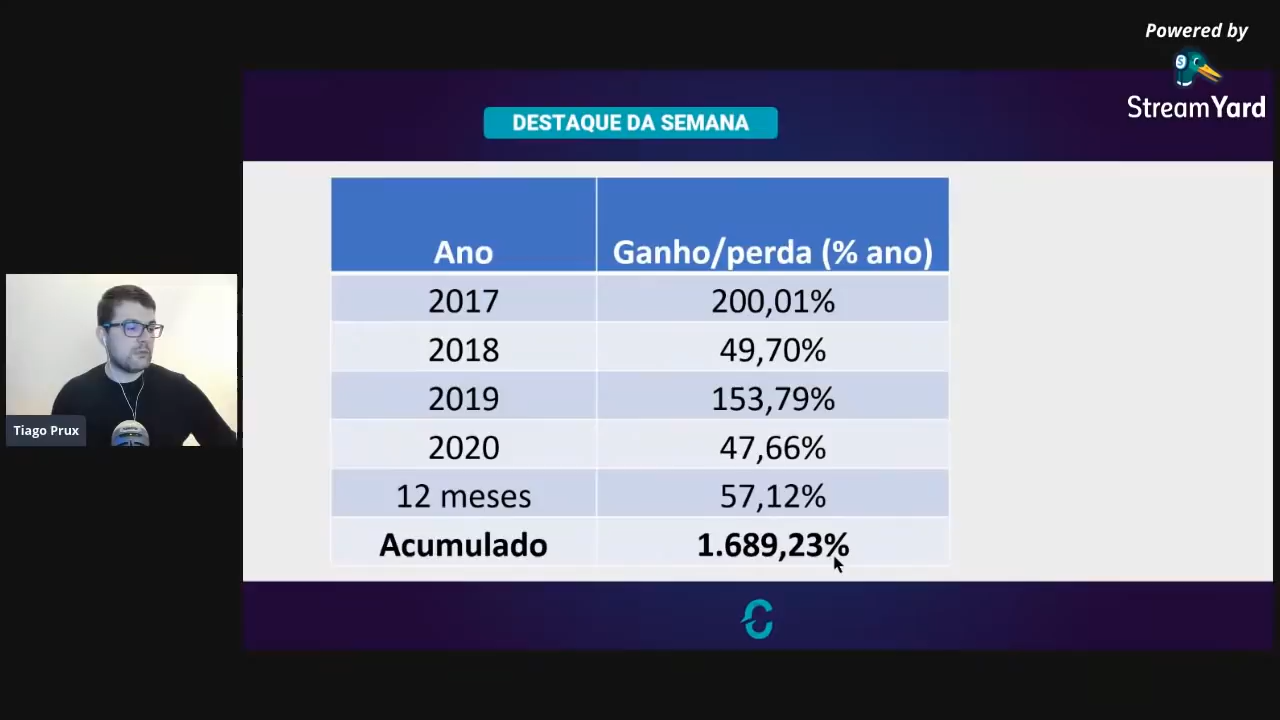 Powered by
StreamYard
DESTAQUE DA SEMANA
Ano Ganho/perda (% ano)
2017 200,01%
2018 49,70%
2019 153,79%
2020 47,66%
12 meses 57,12%
Acumulado 1.689,23%
Tiago Prux